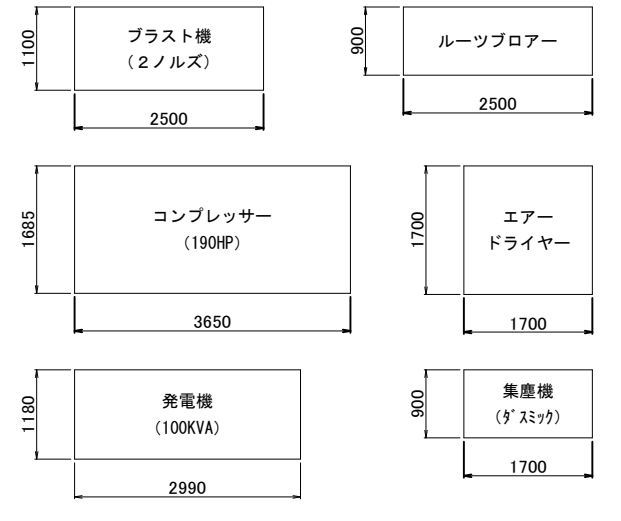 1100
ブラスト機
(2ノルズ)
2500
900
ルーツブロアー
2500
1685
コンプレッサー
(190HP)
3650
1700
エアー
ドライヤー
1700
1180
発電機
(100KVA)
2990
900
集塵機
(ダスミック)
1700